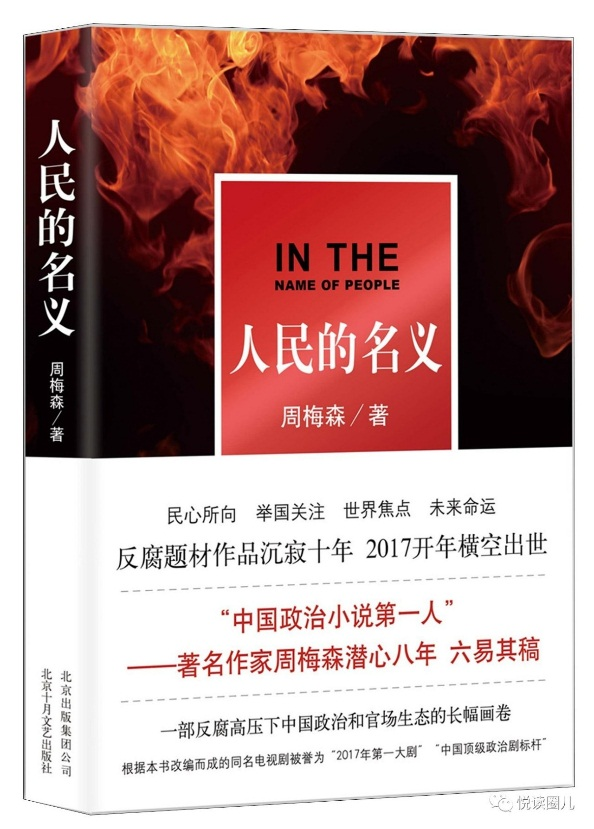 人民的名义
周梅森/著
北京出版集团公司
北京十月文艺出版社
IN THE
NAME OF PEOPLE
人民的名义
周梅森/著
民心所向 举国关注 世界焦点 未来命运
反腐题材作品沉寂十年 2017开年横空出世
“中国政治小说第一人”
——著名作家周梅森潜心八年 六易其稿
一部反腐高压下中国政治和官场生态的长幅画卷
根据本书改编而成的同名电视剧被誉为“2017年第一大剧” “中国顶级政治剧标杆”
悦读圈儿